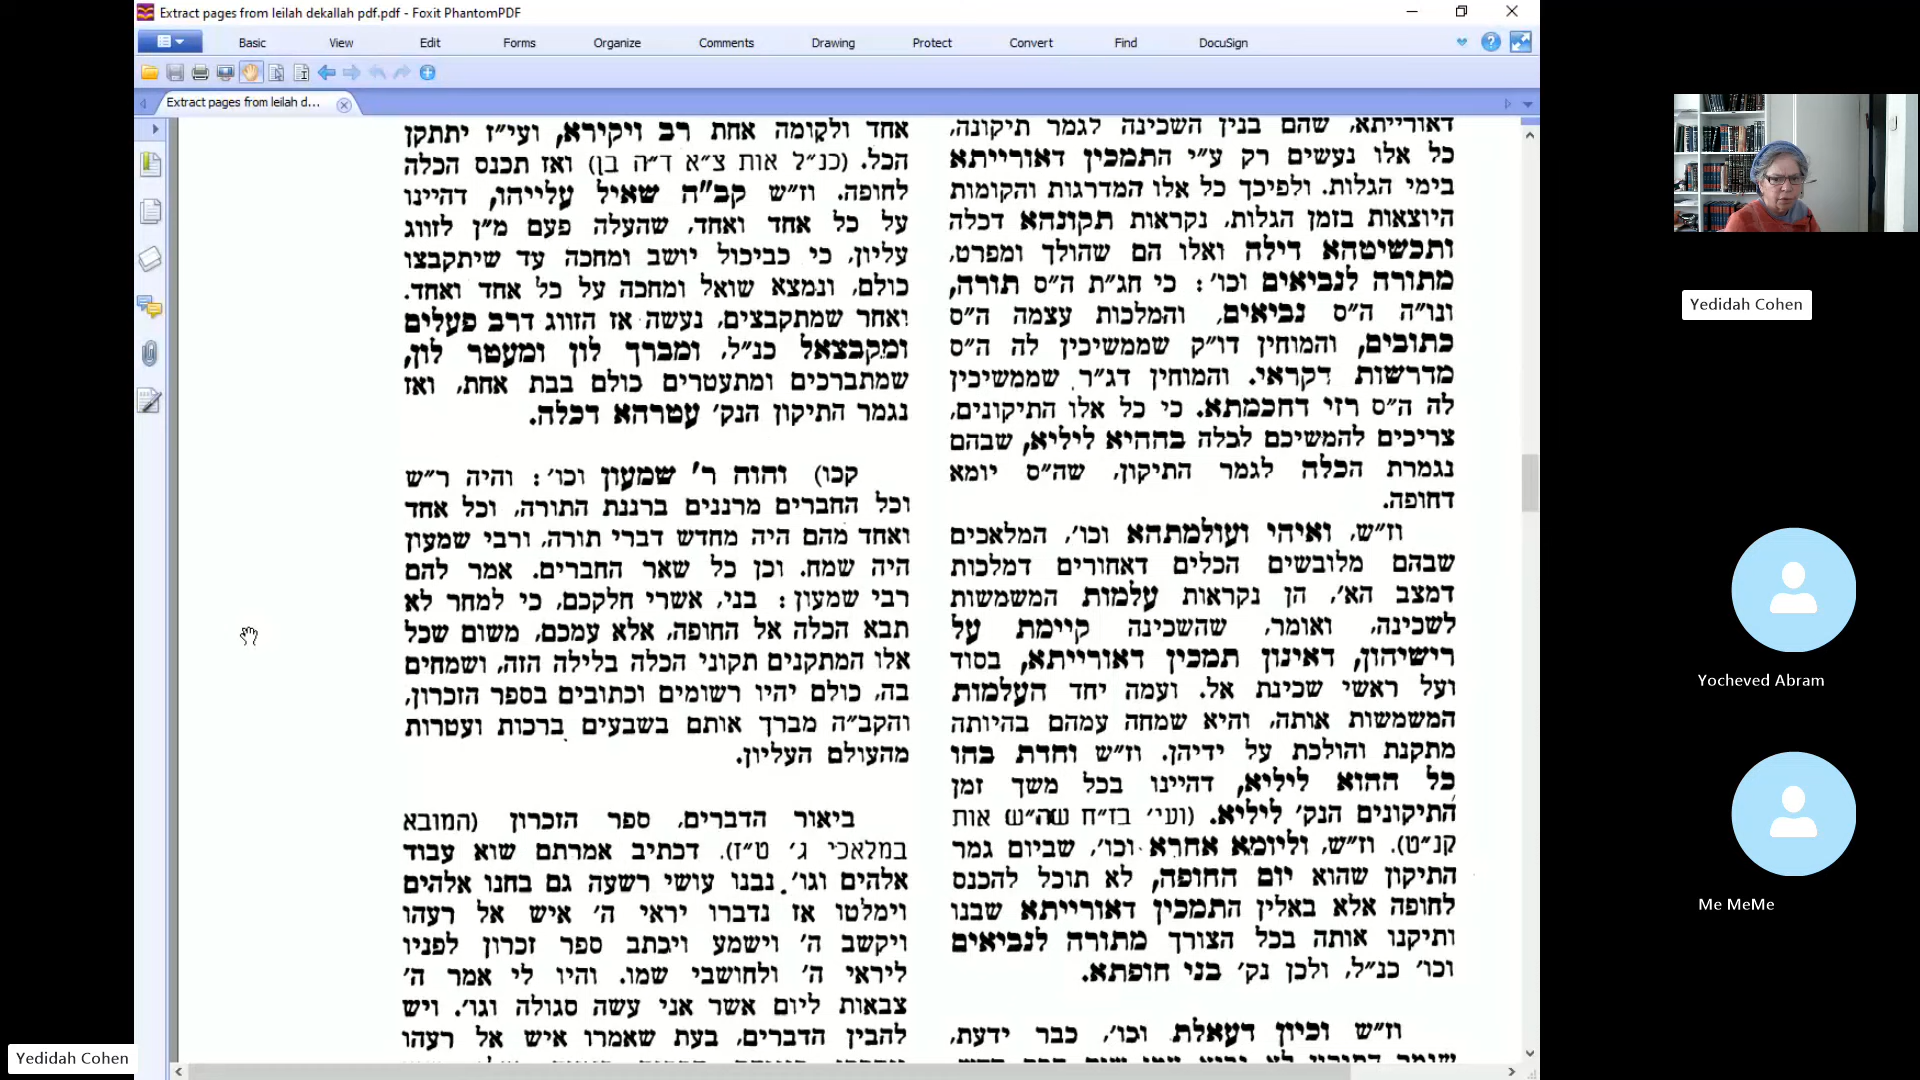 Extract pages from leilah dekallah pdf.pdf - Foxit PhantomPDF
Basic View Edit Forms Organize Comments Drawing Protect Convert Find DocuSign
Extract pages from leilah d...
דאורייתא, שהם בנין השכינה לגמר תיקונה,
כל אלו נעשים רק ע״י התמכין דאורייתא
בימי הגלות. ולפיכך כל אלו המדרגות והקומות
היוצאות בזמן הגלות, נקראות תקונהא דכלה
ותכשיטהא דילה ואלו הם שהולך ומפרט,
מתורה לנביאים וכו׳: כי חג״ת ה״ס תורה,
ונו״ה ה״ס נביאים, והמלכות עצמה ה״ס
כתובים, והמוחין דו״ק שממשיכין לה ה״ס
מדרשות דקראי. והמוחין דג״ר שממשיכין
לה ה״ס רזי דחכמתא. כי כל אלו התיקונים,
צריכים להמשיכם לכלה בההיא ליליא, שבהם
נגמרת הכלה לגמר התיקון, שה״ס יומא
דחופה.
וז״ש, ואיהי ועולמתהא וכו׳, המלאכים
שבהם מלובשים הכלים דאחורים דמלכות
דמצב הא׳, הן נקראות עלמות המשמשות
לשכינה, ואומר, שהשכינה קיימת על
רישיהון, דאינון תמכין דאורייתא, בסוד
ועל ראשי שכינת אל. ועמה יחד העלמות
המשמשות אותה, והיא שמחה עמהם בהיותה
מתקנת והולכת על ידיהן. וז״ש וחדת בהו
כל ההוא ליליא, דהיינו בכל משך זמן
התיקונים הנק׳ ליליא. (ועי׳ בז״ח שה״ש אות
קנ״ט). וז״ש, וליומא אחרא וכו׳, שביום גמר
התיקון שהוא יום החופה, לא תוכל להכנס
לחופה אלא באלין התמכין דאורייתא שבנו
ותיקנו אותה בכל הצורך מתורה לנביאים
וכו׳ כנ״ל, ולכן נק׳ בני חופתא.
וז״ש וכיון דעאלת וכו׳, כבר ידעת,
אחד ולקומה אחת רב ויקירא, ועי״ז יתתקן
הכל. (כנ״ל אות צ״א ד״ה בן) ואז תכנס הכלה
לחופה. וז״ש קב״ה שאיל עלייהו, דהיינו
על כל אחד ואחד, שהעלה פעם מ״ן לזווג
עליון, כי כביכול יושב ומחכה עד שיתקבצו
כולם, ונמצא שואל ומחכה על כל אחד ואחד.
ואחר שמתקבצים, נעשה אז הזווג דרב פעלים
ומקבצאל כנ״ל, ומברך לון ומעטר לון,
שמתברכים ומתעטרים כולם בבת אחת, ואז
נגמר התיקון הנק׳ עטרהא דכלה.
קכו) והוה ר׳ שמעון וכו׳: והיה ר״ש
וכל החברים מרננים ברננת התורה, וכל אחד
ואחד מהם היה מחדש דברי תורה, ורבי שמעון
היה שמח. וכן כל שאר החברים. אמר להם
רבי שמעון: בני, אשרי חלקכם, כי למחר לא
תבא הכלה אל החופה, אלא עמכם, משום שכל
אלו המתקנים תקוני הכלה בלילה הזה, ושמחים
בה, כולם יהיו רשומים וכתובים בספר הזכרון,
והקב״ה מברך אותם בשבעים ברכות ועטרות
מהעולם העליון.
ביאור הדברים, ספר הזכרון (המובא
במלאכי ג׳ ט״ז). דכתיב אמרתם שוא עבוד
אלהים וגו׳. נבנו עושי רשעה גם בחנו אלהים
וימלטו אז נדברו יראי ה׳ איש אל רעהו
ויקשב ה׳ וישמע ויכתב ספר זכרון לפניו
ליראי ה׳ ולחושבי שמו. והיו לי אמר ה׳
צבאות ליום אשר אני עשה סגולה וגו׳. ויש
להבין הדברים, בעת שאמרו איש אל רעהו
Yedidah Cohen
Yocheved Abram
Me MeMe
Yedidah Cohen